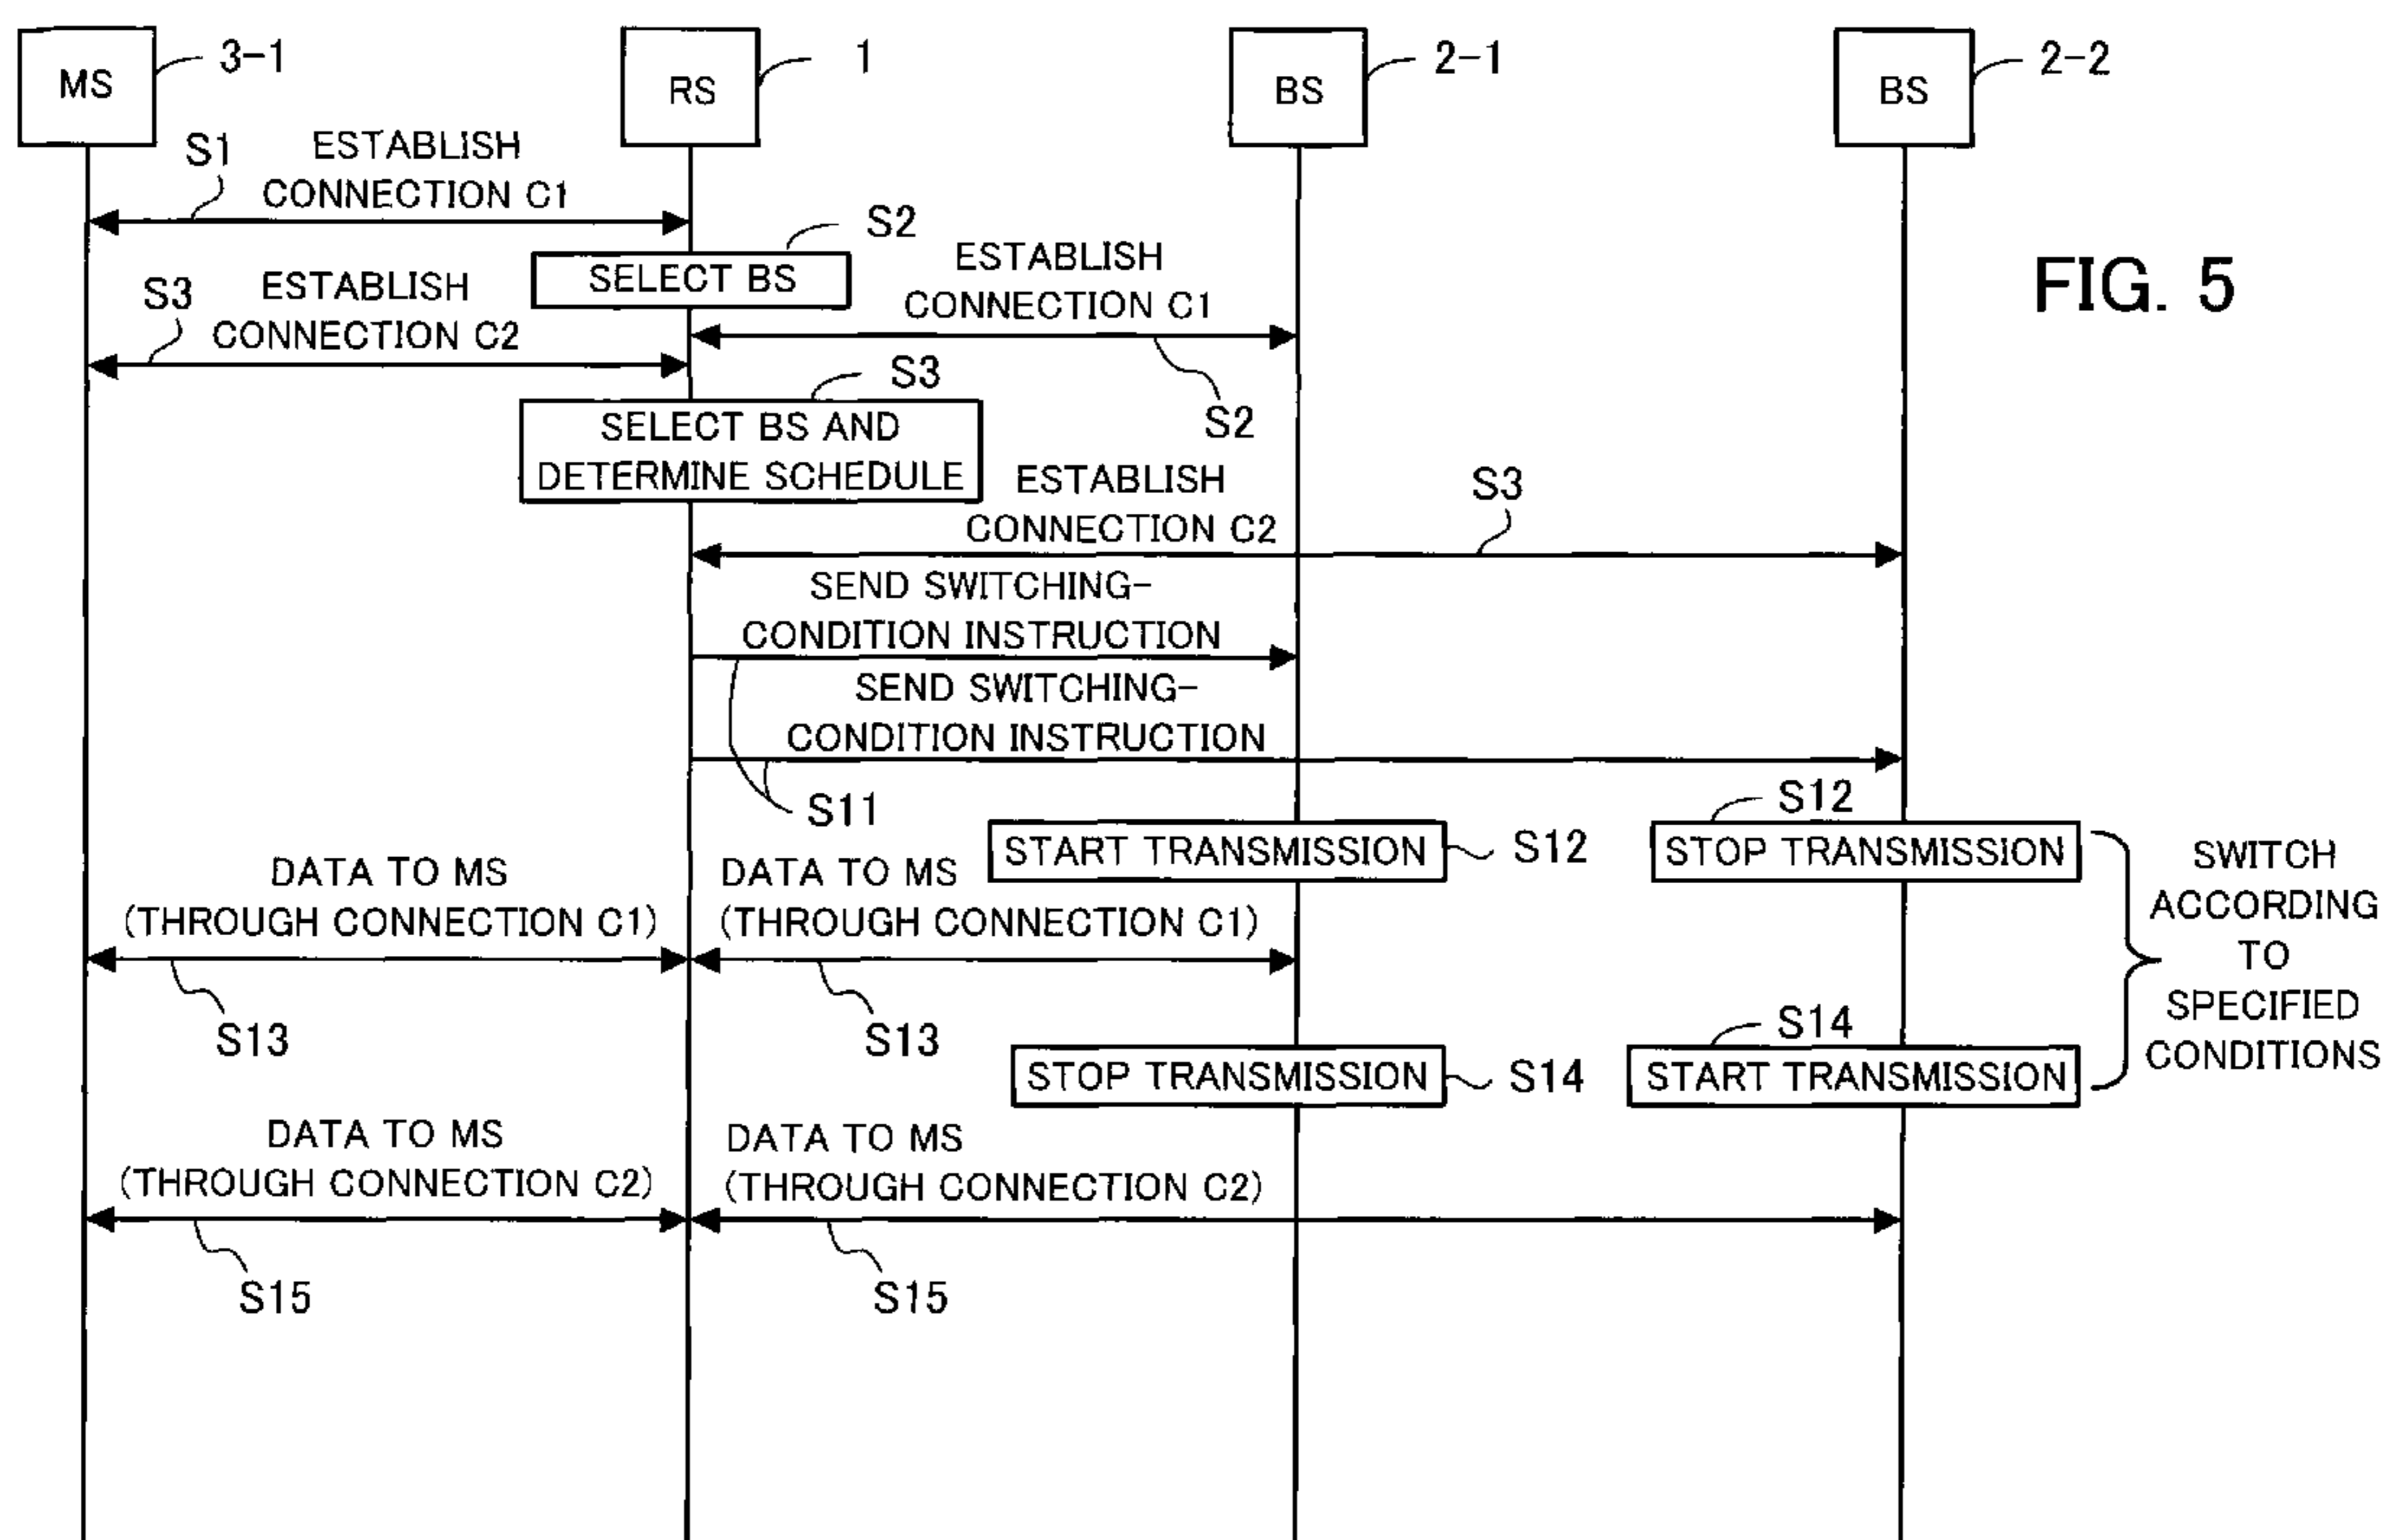 MS
3-1
RS
1
BS
2-1
BS
2-2
S1
ESTABLISH
CONNECTION C1
S2
SELECT BS
ESTABLISH
CONNECTION C1
S2
FIG. 5
S3
ESTABLISH
CONNECTION C2
S3
SELECT BS AND
DETERMINE SCHEDULE
ESTABLISH
CONNECTION C2
S3
SEND SWITCHING-
CONDITION INSTRUCTION
SEND SWITCHING-
CONDITION INSTRUCTION
S11
START TRANSMISSION
S12
S12
STOP TRANSMISSION
SWITCH
ACCORDING
TO
SPECIFIED
CONDITIONS
DATA TO MS
(THROUGH CONNECTION C1)
S13
DATA TO MS
(THROUGH CONNECTION C1)
S13
STOP TRANSMISSION
S14
S14
START TRANSMISSION
DATA TO MS
(THROUGH CONNECTION C2)
S15
DATA TO MS
(THROUGH CONNECTION C2)
S15